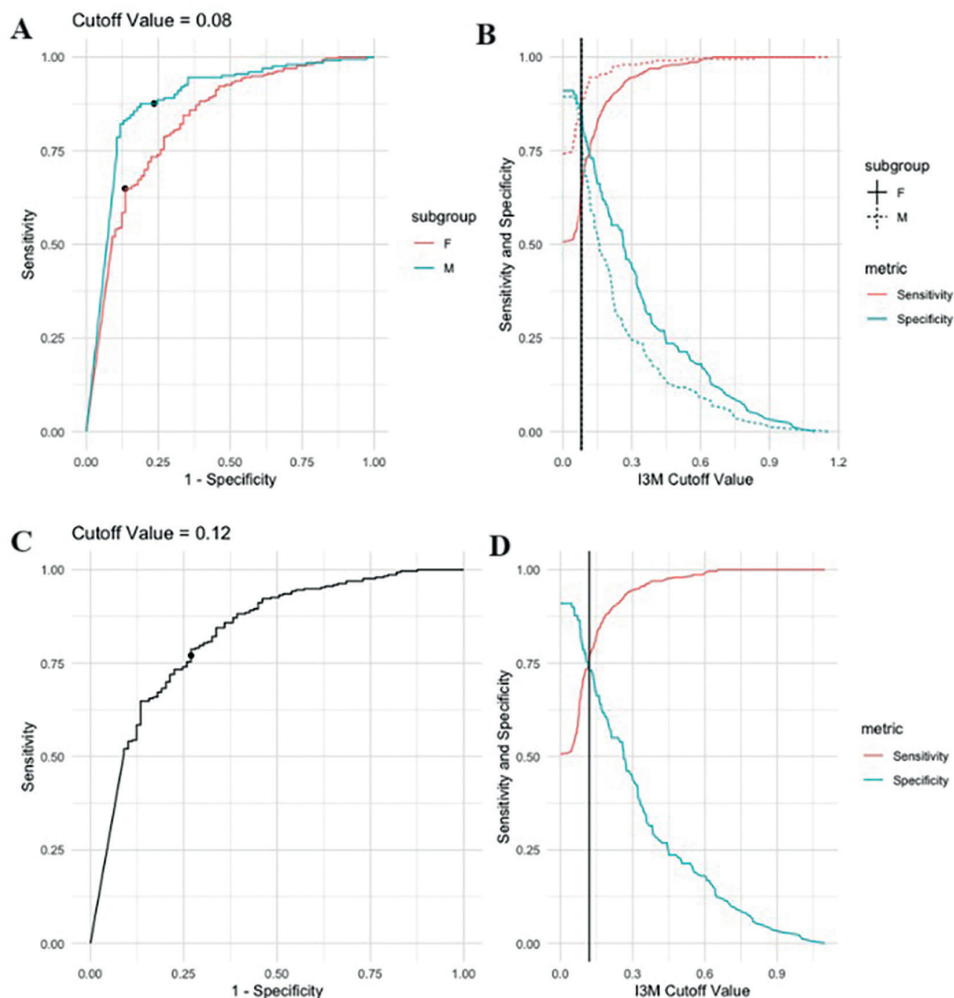 A
Cutoff Value = 0.08
1.00
0.75
0.50
0.25
0.00
Sensitivity
0.00 0.25 0.50 0.75 1.00
1 - Specificity
subgroup
F
M
B
1.00
0.75
0.50
0.25
0.00
Sensitivity and Specificity
0.0 0.3 0.6 0.9 1.2
I3M Cutoff Value
subgroup
F
M
metric
Sensitivity
Specificity
C
Cutoff Value = 0.12
1.00
0.75
0.50
0.25
0.00
Sensitivity
0.00 0.25 0.50 0.75 1.00
1 - Specificity
D
1.00
0.75
0.50
0.25
0.00
Sensitivity and Specificity
0.0 0.3 0.6 0.9
I3M Cutoff Value
metric
Sensitivity
Specificity